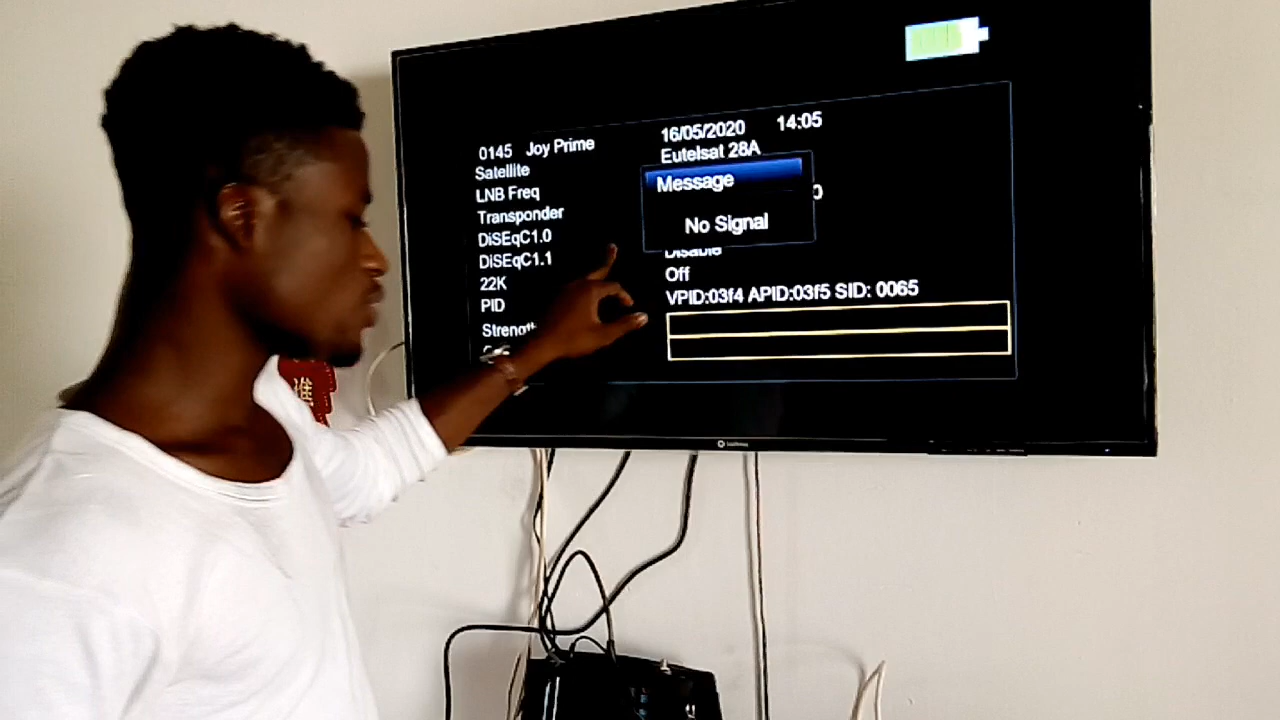 0145 Joy Prime
16/05/2020 14:05
Satellite
Eutelsat 28A
LNB Freq
Message
Transponder
No Signal
DiSEqC1.0
DiSEqC1.1
Disable
22K
Off
PID
VPID:03f4 APID:03f5 SID: 0065
Strength